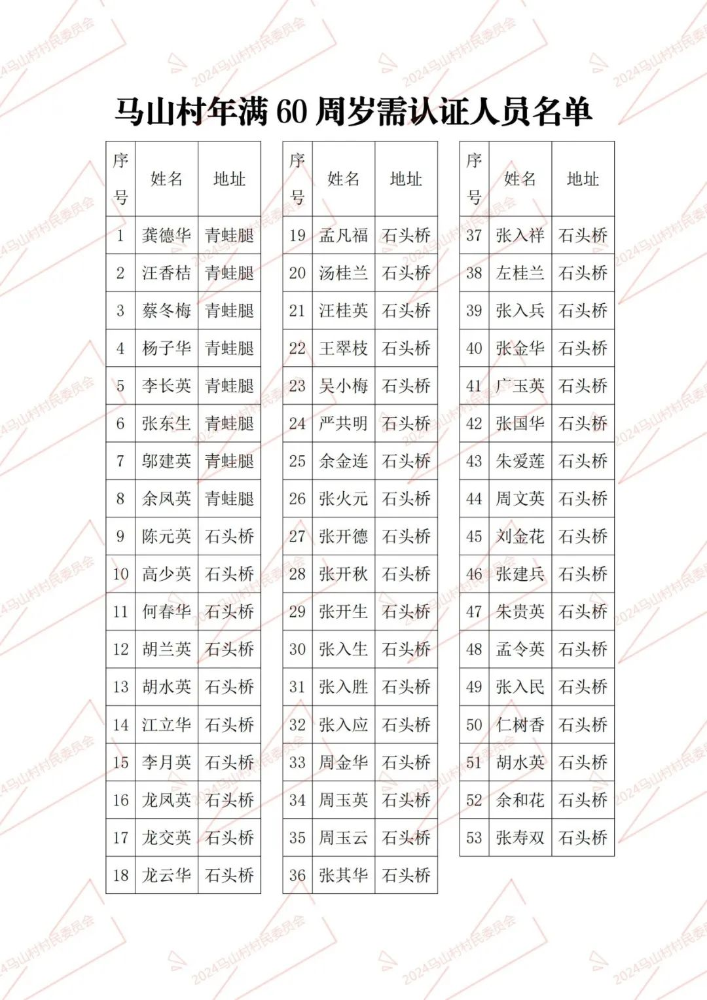 马山村年满 60 周岁需认证人员名单
序号 姓名 地址
1 龚德华 青蛙腿
2 汪香桔 青蛙腿
3 蔡冬梅 青蛙腿
4 杨子华 青蛙腿
5 李长英 青蛙腿
6 张东生 青蛙腿
7 邬建英 青蛙腿
8 余凤英 青蛙腿
9 陈元英 石头桥
10 高少英 石头桥
11 何春华 石头桥
12 胡兰英 石头桥
13 胡水英 石头桥
14 江立华 石头桥
15 李月英 石头桥
16 龙凤英 石头桥
17 龙交英 石头桥
18 龙云华 石头桥
序号 姓名 地址
19 孟凡福 石头桥
20 汤桂兰 石头桥
21 汪桂英 石头桥
22 王翠枝 石头桥
23 吴小梅 石头桥
24 严共明 石头桥
25 余金连 石头桥
26 张火元 石头桥
27 张开德 石头桥
28 张开秋 石头桥
29 张开生 石头桥
30 张入生 石头桥
31 张入胜 石头桥
32 张入应 石头桥
33 周金华 石头桥
34 周玉英 石头桥
35 周玉云 石头桥
36 张其华 石头桥
序号 姓名 地址
37 张入祥 石头桥
38 左桂兰 石头桥
39 张入兵 石头桥
40 张金华 石头桥
41 广玉英 石头桥
42 张国华 石头桥
43 朱爱莲 石头桥
44 周文英 石头桥
45 刘金花 石头桥
46 张建兵 石头桥
47 朱贵英 石头桥
48 孟令英 石头桥
49 张入民 石头桥
50 仁树香 石头桥
51 胡水英 石头桥
52 余和花 石头桥
53 张寿双 石头桥
2024马山村村民委员会